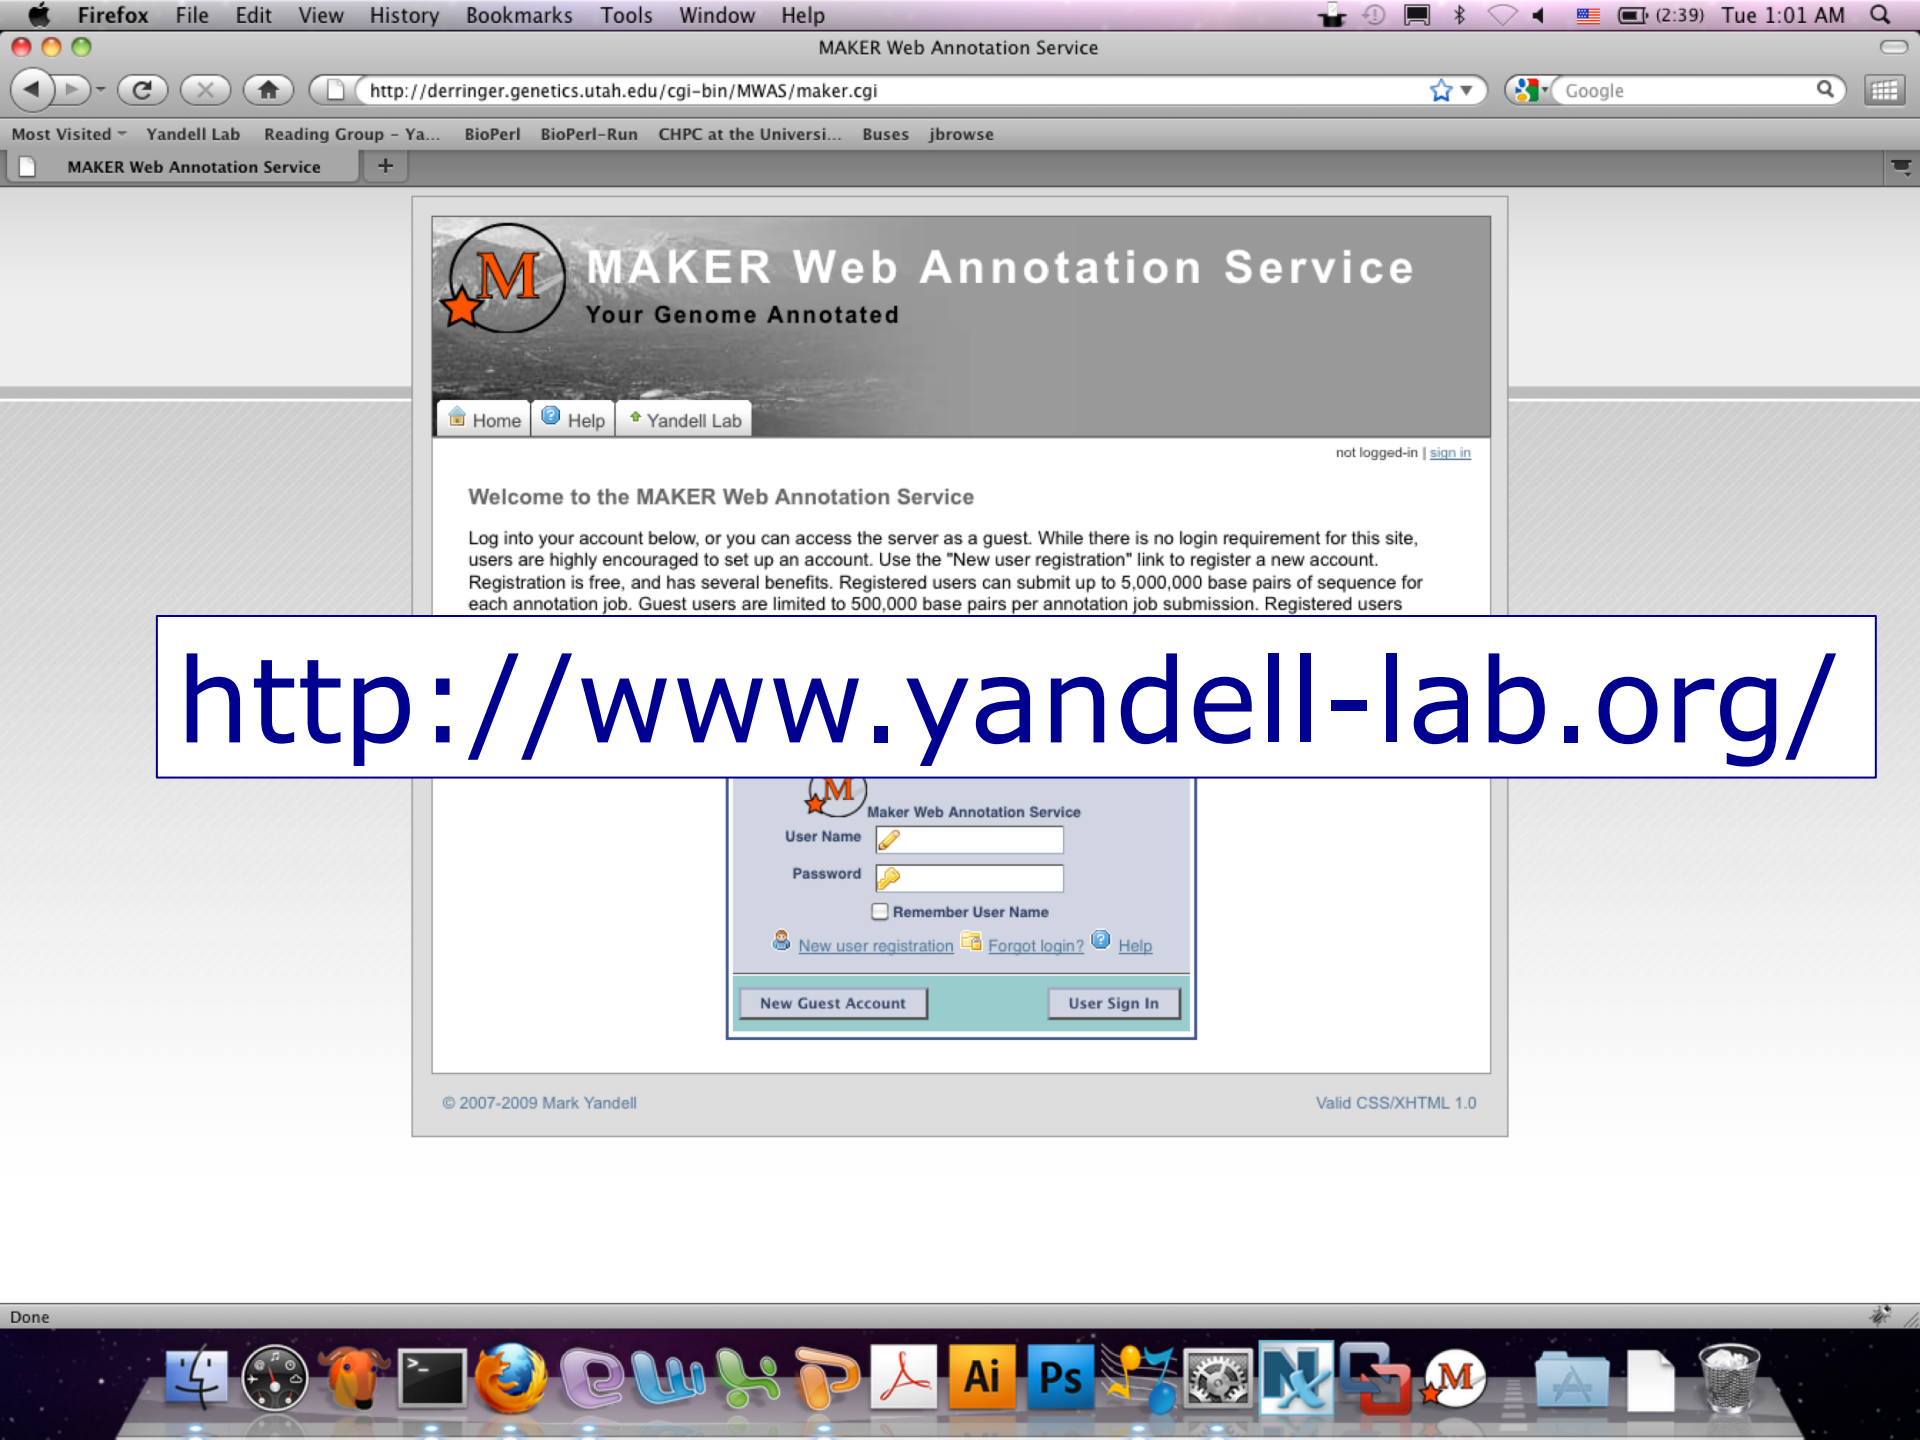 Firefox File Edit View History Bookmarks Tools Window Help (2:39) Tue 1:01 AM
MAKER Web Annotation Service
http://derringer.genetics.utah.edu/cgi-bin/MWAS/maker.cgi Google
Most Visited Yandell Lab Reading Group - Ya... BioPerl BioPerl-Run CHPC at the Universi... Buses jbrowse
MAKER Web Annotation Service +
M MAKER Web Annotation Service
Your Genome Annotated
Home Help Yandell Lab
not logged-in | sign in
Welcome to the MAKER Web Annotation Service
Log into your account below, or you can access the server as a guest. While there is no login requirement for this site,
users are highly encouraged to set up an account. Use the "New user registration" link to register a new account.
Registration is free, and has several benefits. Registered users can submit up to 5,000,000 base pairs of sequence for
each annotation job. Guest users are limited to 500,000 base pairs per annotation job submission. Registered users
http://www.yandell-lab.org/
M Maker Web Annotation Service
User Name
Password
Remember User Name
New user registration Forgot login? Help
New Guest Account User Sign In
© 2007-2009 Mark Yandell Valid CSS/XHTML 1.0
Done
Ai Ps M